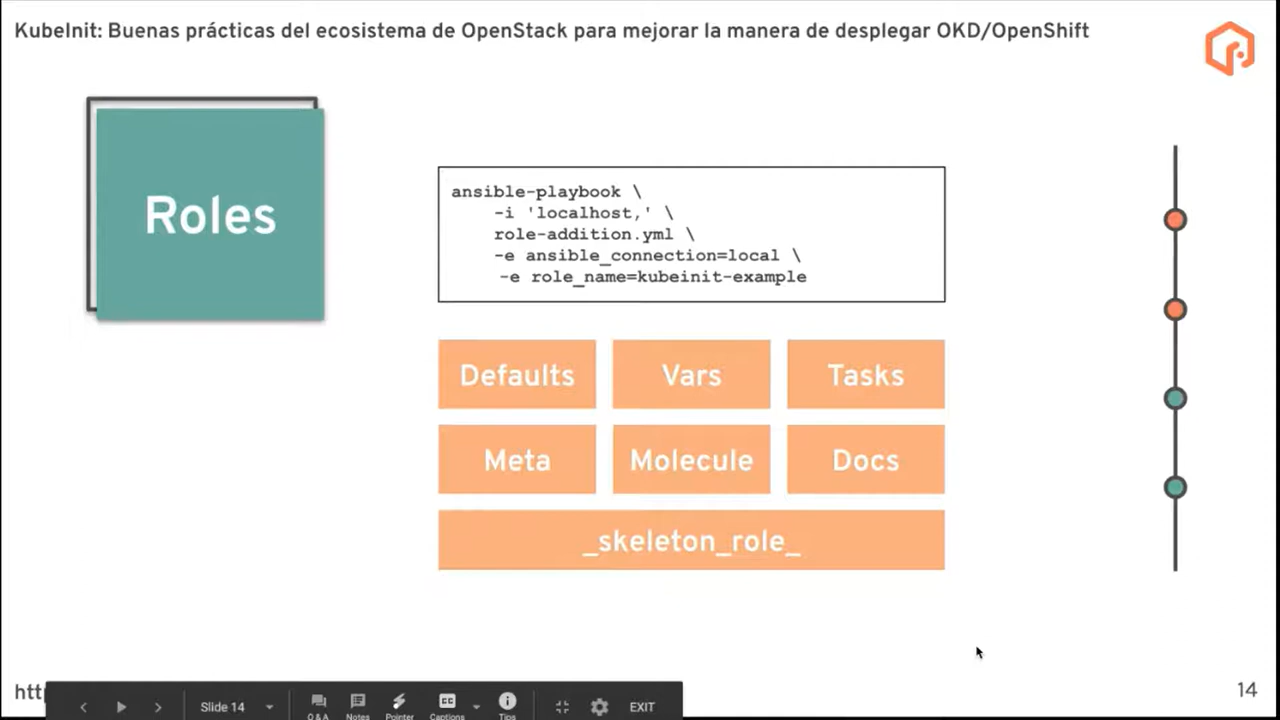 KubeInit: Buenas prácticas del ecosistema de OpenStack para mejorar la manera de desplegar OKD/OpenShift
Roles
ansible-playbook \
-i 'localhost,' \
role-addition.yml \
-e ansible_connection=local \
-e role_name=kubeinit-example
Defaults
Vars
Tasks
Meta
Molecule
Docs
_skeleton_role_
14
Slide 14
Q&A
Notes
Pointer
Captions
Tips
EXIT